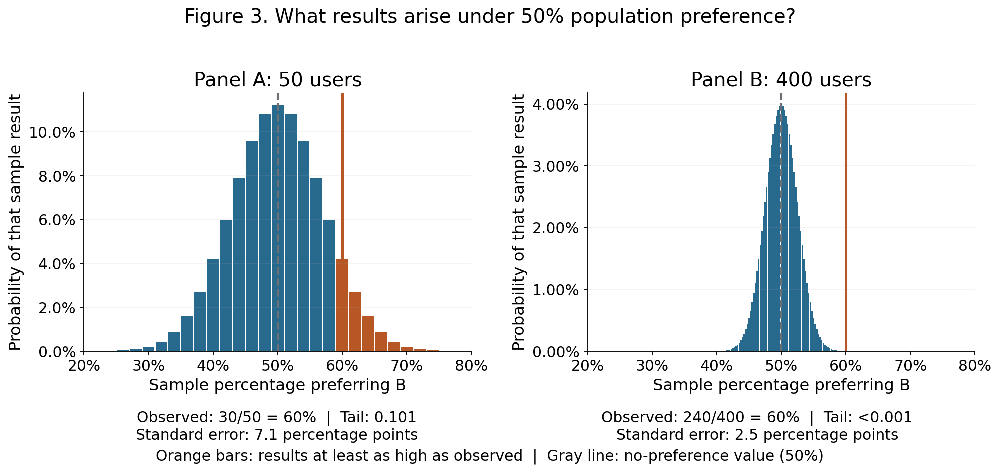 Figure 3. What results arise under 50% population preference?
Panel A: 50 users
Probability of that sample result
10.0%
8.0%
6.0%
4.0%
2.0%
0.0%
20% 30% 40% 50% 60% 70% 80%
Sample percentage preferring B
Observed: 30/50 = 60% | Tail: 0.101
Standard error: 7.1 percentage points
Panel B: 400 users
Probability of that sample result
4.00%
3.00%
2.00%
1.00%
0.00%
20% 30% 40% 50% 60% 70% 80%
Sample percentage preferring B
Observed: 240/400 = 60% | Tail: <0.001
Standard error: 2.5 percentage points
Orange bars: results at least as high as observed | Gray line: no-preference value (50%)